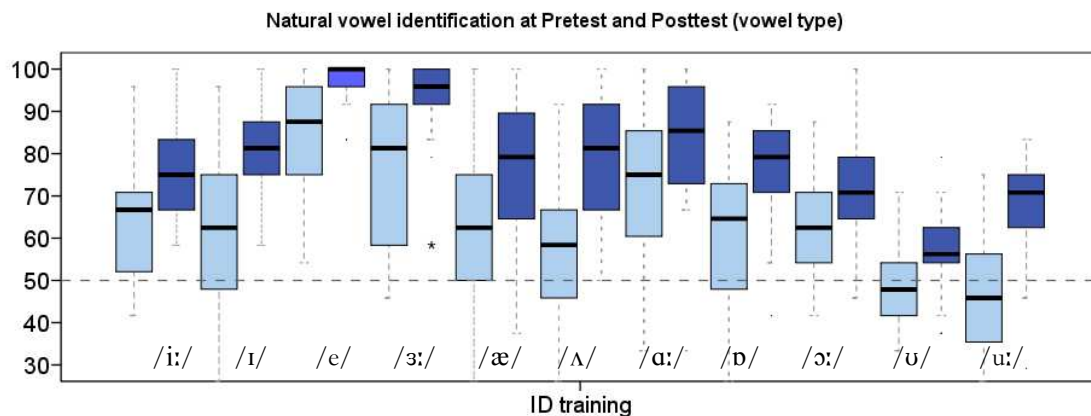 Natural vowel identification at Pretest and Posttest (vowel type)
100
90
80
70
60
50
40
30
/iː/ /ɪ/ /e/ /ɜː/ /æ/ /ʌ/ /ɑː/ /ɒ/ /ɔː/ /ʊ/ /uː/
ID training